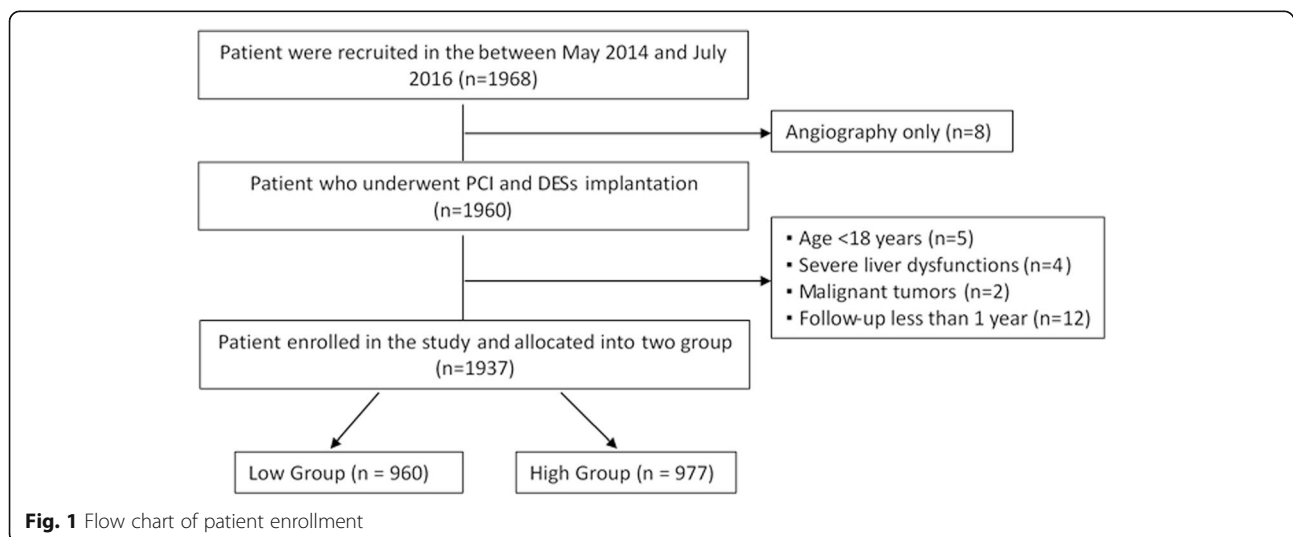 Patient were recruited in the between May 2014 and July
2016 (n=1968)
Angiography only (n=8)
Patient who underwent PCI and DESs implantation
(n=1960)
▪ Age <18 years (n=5)
▪ Severe liver dysfunctions (n=4)
▪ Malignant tumors (n=2)
▪ Follow-up less than 1 year (n=12)
Patient enrolled in the study and allocated into two group
(n=1937)
Low Group (n = 960)
High Group (n = 977)
Fig. 1 Flow chart of patient enrollment